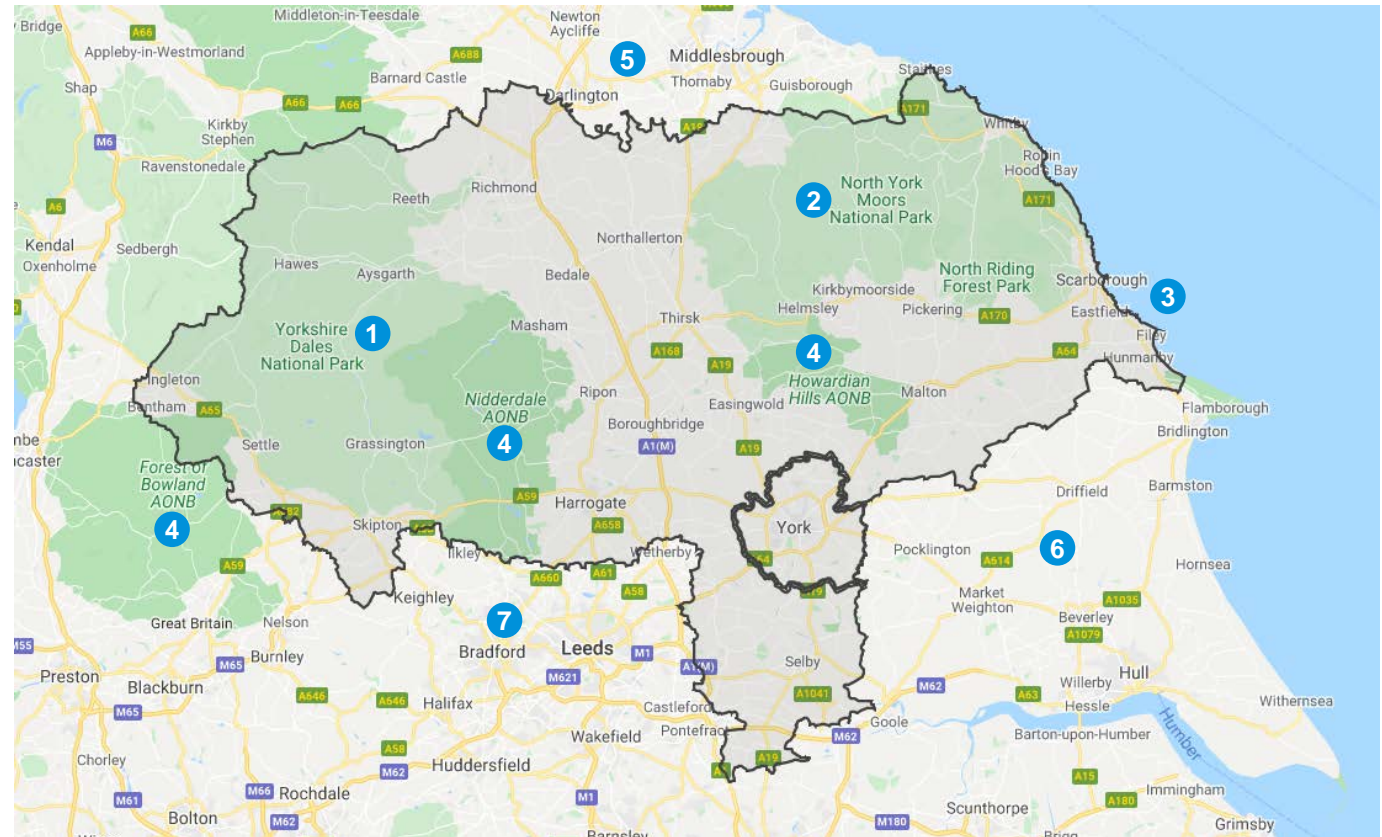 Bridge
Middleton-in-Teesdale
Newton
Aycliffe
A66
Appleby-in-Westmorland
A688
5
Middlesbrough
Barnard Castle
Thornaby
Guisborough
Staithes
Shap
A66
A66
Darlington
A171
Kirkby
Stephen
A19
Whitby
M6
Ravenstonedale
Robin
Hood's Bay
Richmond
Reeth
2
North York
Moors
National Park
A6
A171
Kendal
Sedbergh
Northallerton
Oxenholme
Hawes
Aysgarth
Bedale
North Riding
Forest Park
Scarborough
Kirkbymoorside
3
Helmsley
Pickering
A170
Eastfield
Yorkshire
Dales
National Park
1
Masham
Thirsk
Filey
A168
4
A64
Hunmanby
A19
Ingleton
Howardian
Hills AONB
Nidderdale
AONB
Ripon
Malton
Bentham
A65
Easingwold
Flamborough
Boroughbridge
Bridlington
Settle
Grassington
4
A1(M)
A19
Forest of
Bowland
AONB
Driffield
Barmston
A59
Harrogate
4
Skipton
A658
York
Ilkley
Wetherby
A64
Pocklington
6
A59
A660
A61
A614
Hornsea
A58
Keighley
A19
Market
Weighton
A1035
Great Britain
Nelson
7
Beverley
A1079
M55
Bradford
Leeds
M1
Burnley
M65
A1(M)
Selby
Preston
M621
M62
Willerby
Hull
Blackburn
A646
A646
A1041
A63
M65
Halifax
Castleford
Hessle
Withernsea
Goole
Humber
Wakefield
Pontefract
M62
Barton-upon-Humber
A58
Chorley
A19
Huddersfield
M62
A15
M66
Rochdale
Immingham
M61
M1
Scunthorpe
A180
Bolton
M62
M180
Grimsby
Barnsley
Brigg